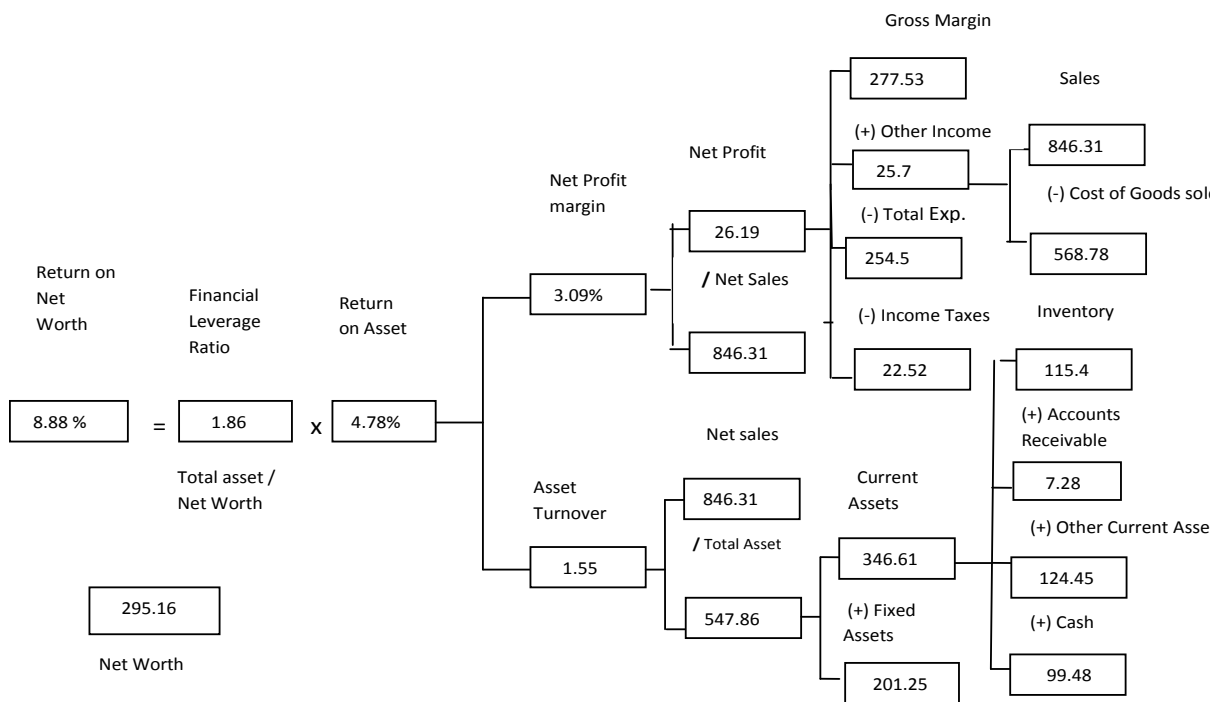 Gross Margin
277.53
Sales
(+) Other Income
846.31
Net Profit
25.7
(-) Cost of Goods sol
Net Profit
margin
(-) Total Exp.
26.19
254.5
568.78
Return on
Net
Worth
Financial
Leverage
Ratio
Return
on Asset
3.09%
/ Net Sales
(-) Income Taxes
Inventory
846.31
22.52
115.4
8.88 %
=
1.86
x
4.78%
(+) Accounts
Receivable
Net sales
Total asset /
Net Worth
Asset
Turnover
846.31
Current
Assets
7.28
(+) Other Current Asse
/ Total Asset
1.55
346.61
124.45
295.16
547.86
(+) Fixed
Assets
(+) Cash
Net Worth
201.25
99.48